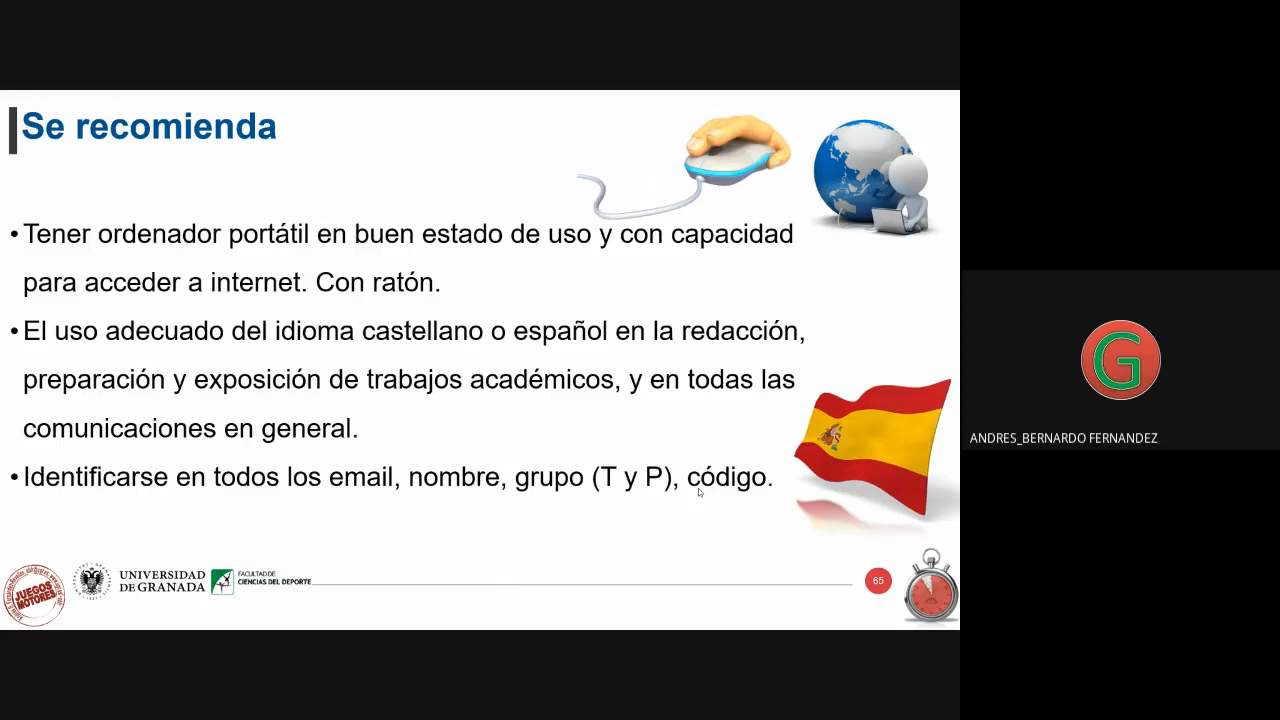 Se recomienda
• Tener ordenador portátil en buen estado de uso y con capacidad
para acceder a internet. Con ratón.
• El uso adecuado del idioma castellano o español en la redacción,
preparación y exposición de trabajos académicos, y en todas las
comunicaciones en general.
• Identificarse en todos los email, nombre, grupo (T y P), código.
JUEGOS
MOTORES
UNIVERSIDAD
DE GRANADA
FACULTAD DE
CIENCIAS DEL DEPORTE
65
G
ANDRES_BERNARDO FERNANDEZ